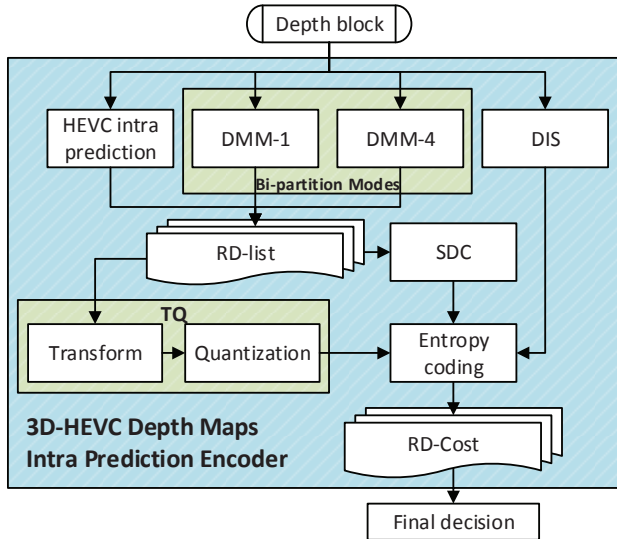 Depth block
HEVC intra
prediction
DMM-1
DMM-4
DIS
Bi-partition Modes
RD-list
SDC
TQ
Transform
Quantization
Entropy
coding
3D-HEVC Depth Maps
Intra Prediction Encoder
RD-Cost
Final decision